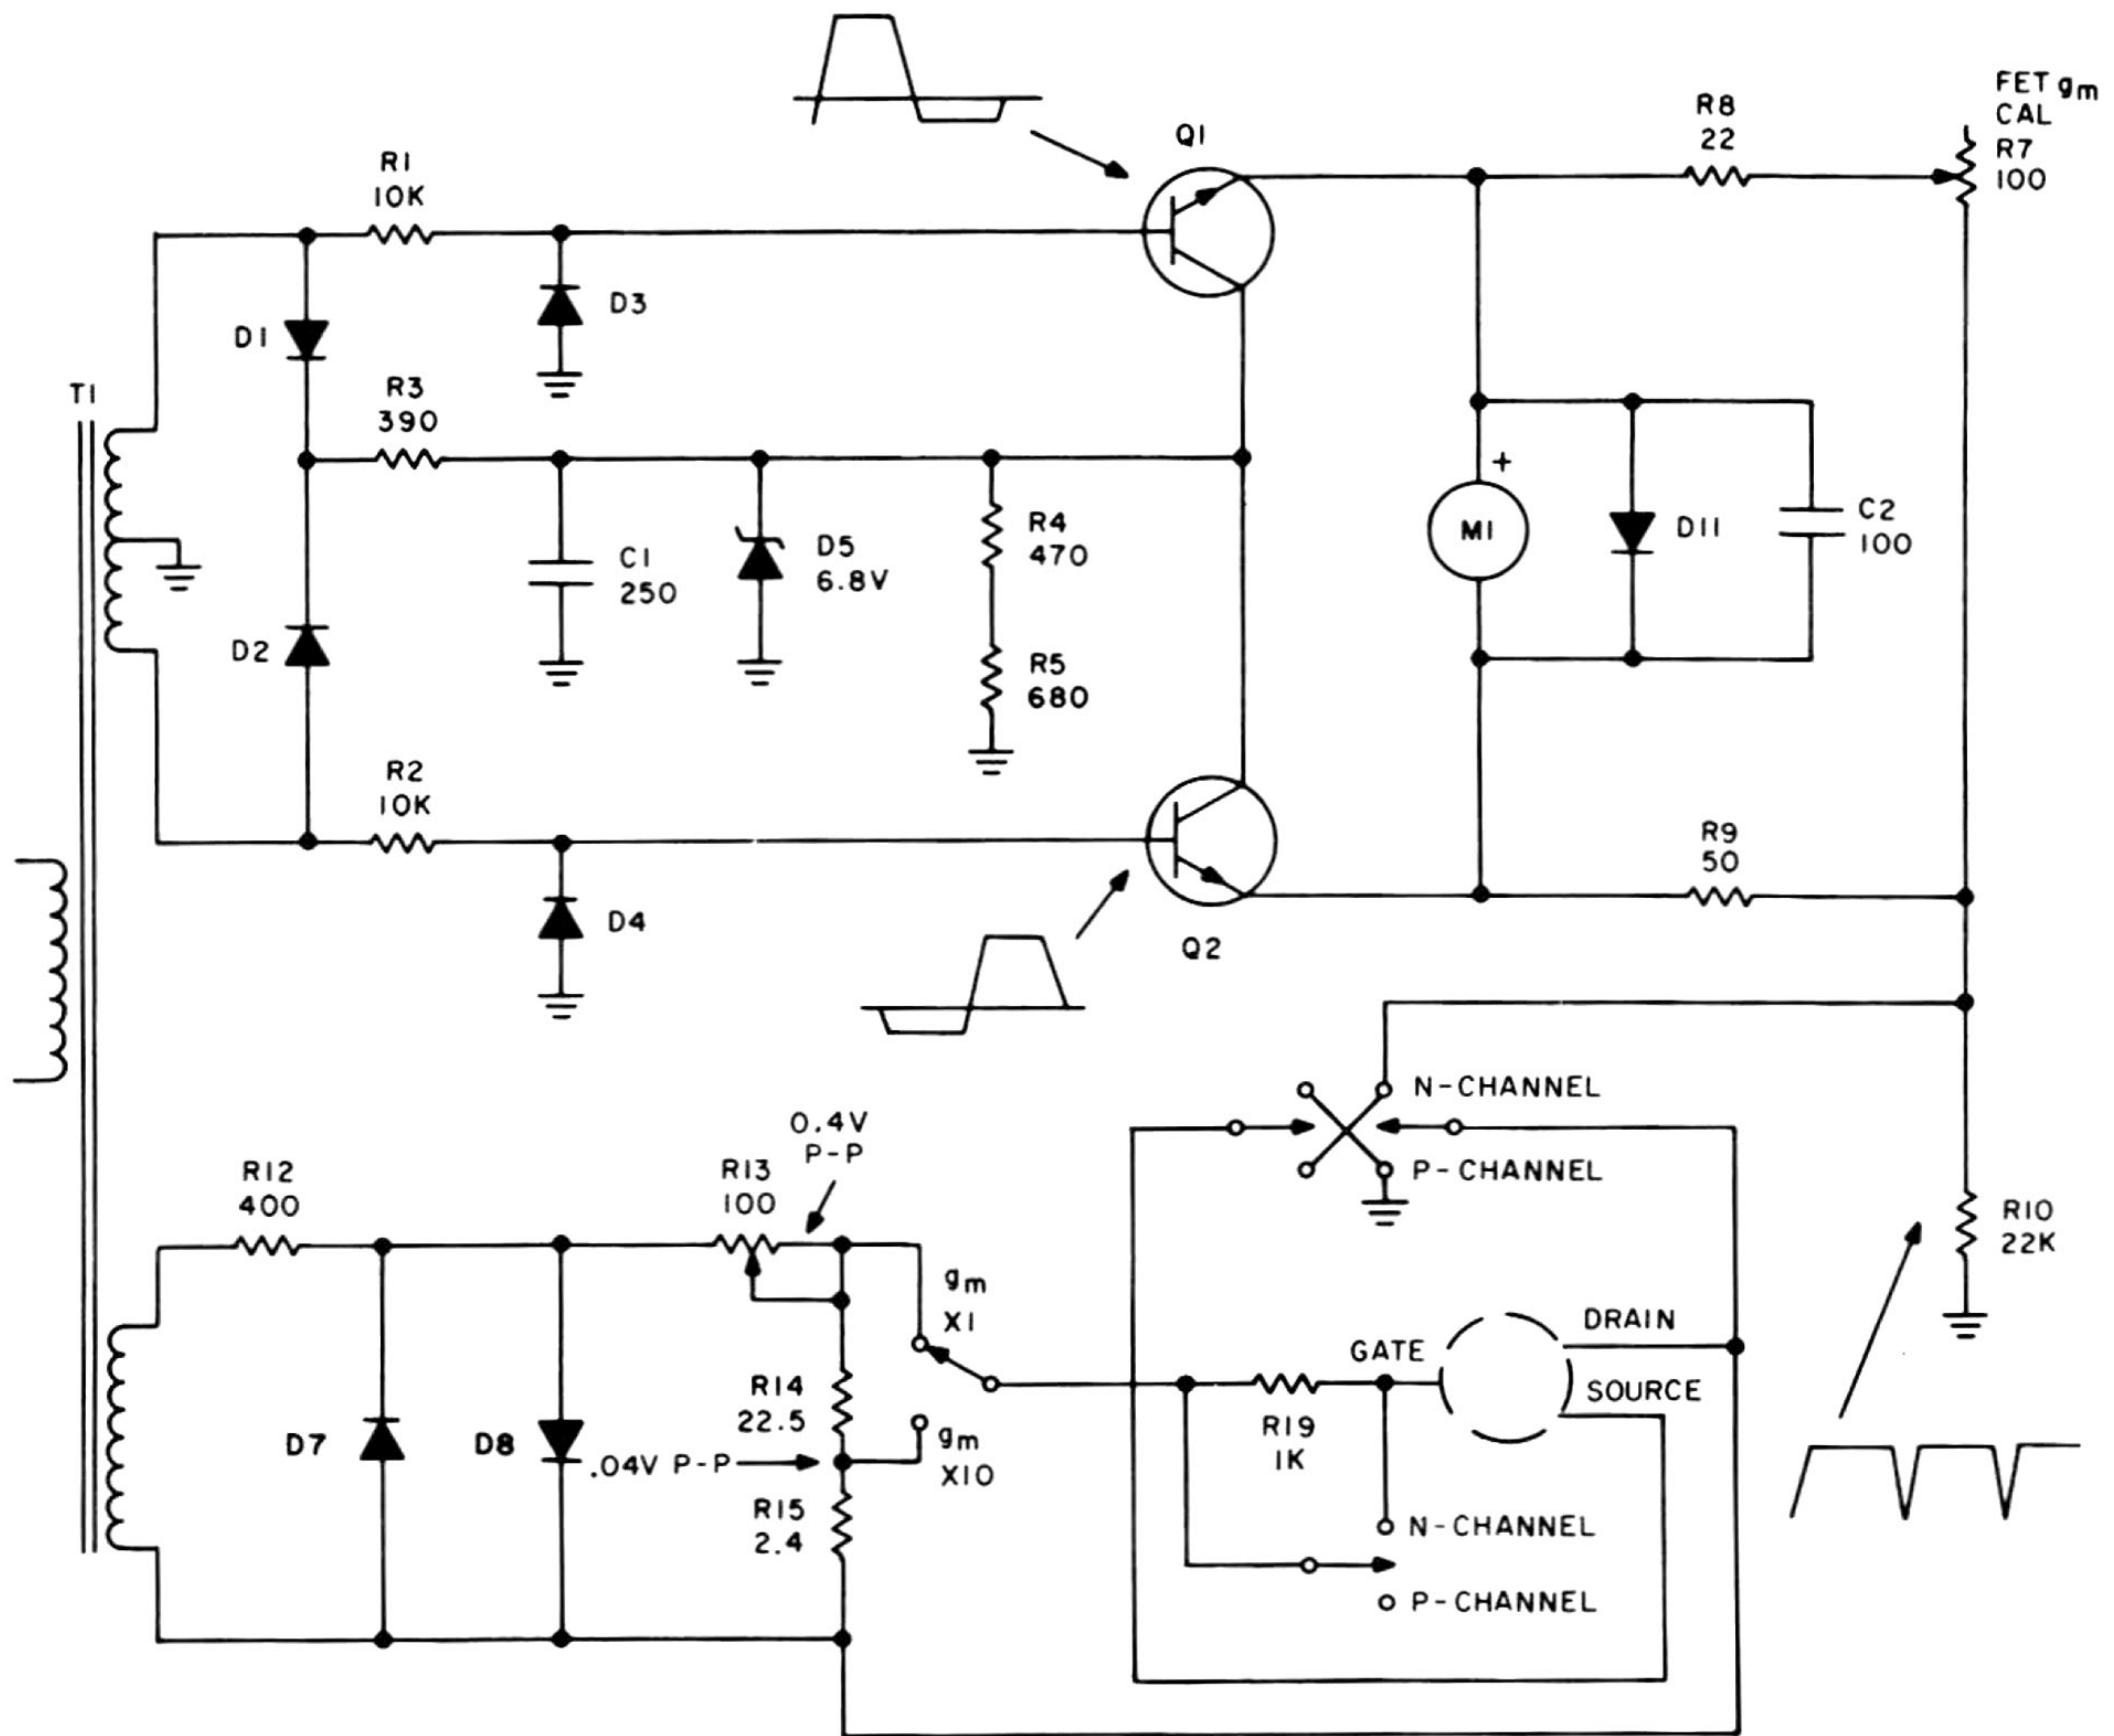 FET gm
CAL
R7
100
R8
22
Q1
R1
10K
D3
D1
T1
R3
390
+
M1
D11
C2
100
C1
250
D5
6.8V
R4
470
R5
680
D2
R2
10K
R9
50
D4
Q2
N-CHANNEL
P-CHANNEL
0.4V
P-P
R12
400
R13
100
R10
22K
gm
X1
DRAIN
GATE
SOURCE
R14
22.5
R19
1K
D7
D8
.04V P-P
gm
X10
R15
2.4
N-CHANNEL
P-CHANNEL